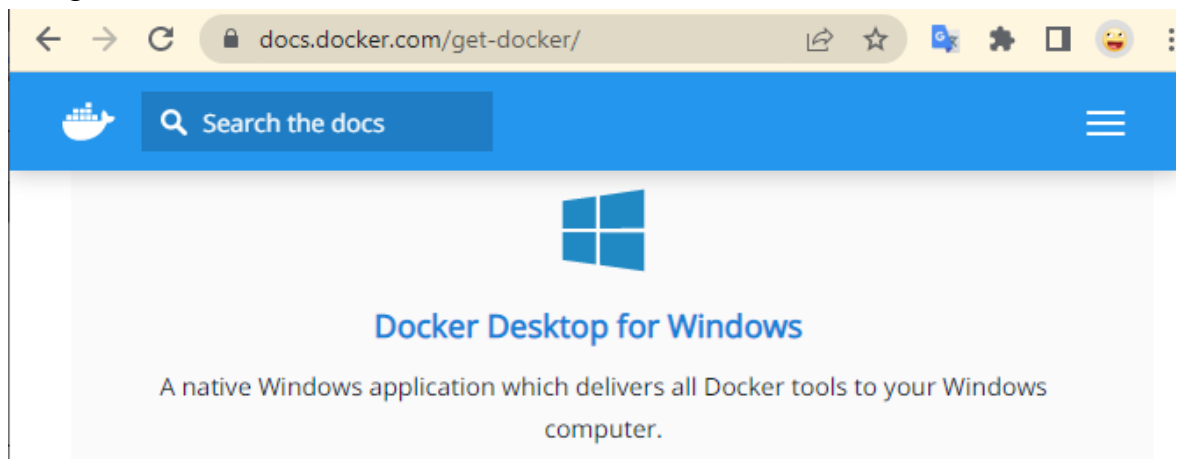 docs.docker.com/get-docker/
Search the docs
Docker Desktop for Windows
A native Windows application which delivers all Docker tools to your Windows
computer.